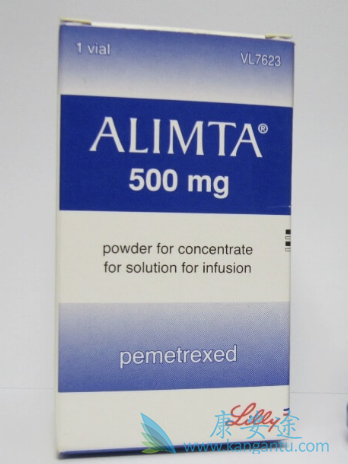 1 vial VL7623
ALIMTA®
500 mg
powder for concentrate
for solution for infusion
pemetrexed
Lilly
康安途
www.kangantu.com